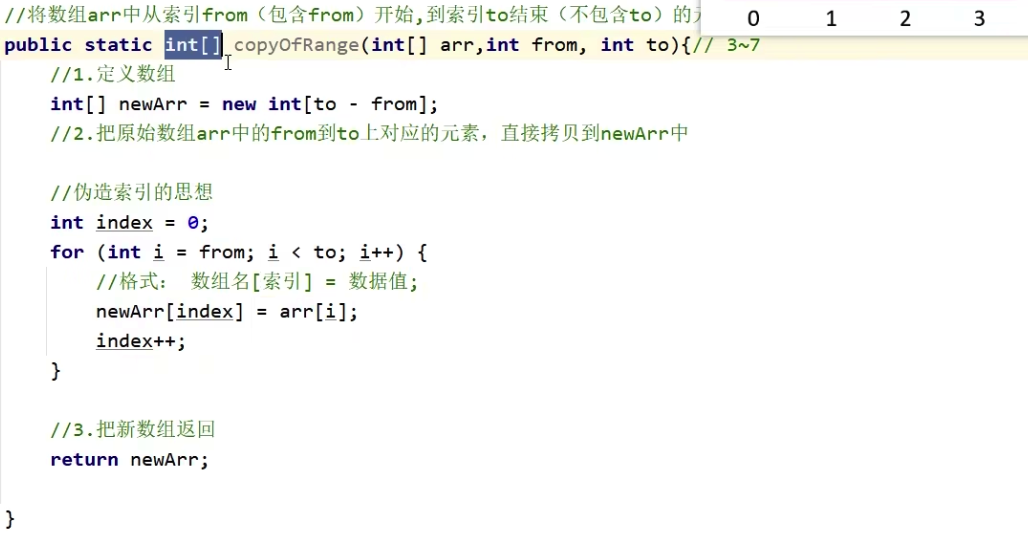 //将数组arr中从索引from（包含from）开始,到索引to结束（不包含to）的
0 1 2 3
public static int[] copyOfRange(int[] arr,int from, int to){// 3~7
//1.定义数组
int[] newArr = new int[to - from];
//2.把原始数组arr中的from到to上对应的元素，直接拷贝到newArr中
//伪造索引的思想
int index = 0;
for (int i = from; i < to; i++) {
//格式： 数组名[索引] = 数据值;
newArr[index] = arr[i];
index++;
}
//3.把新数组返回
return newArr;
}